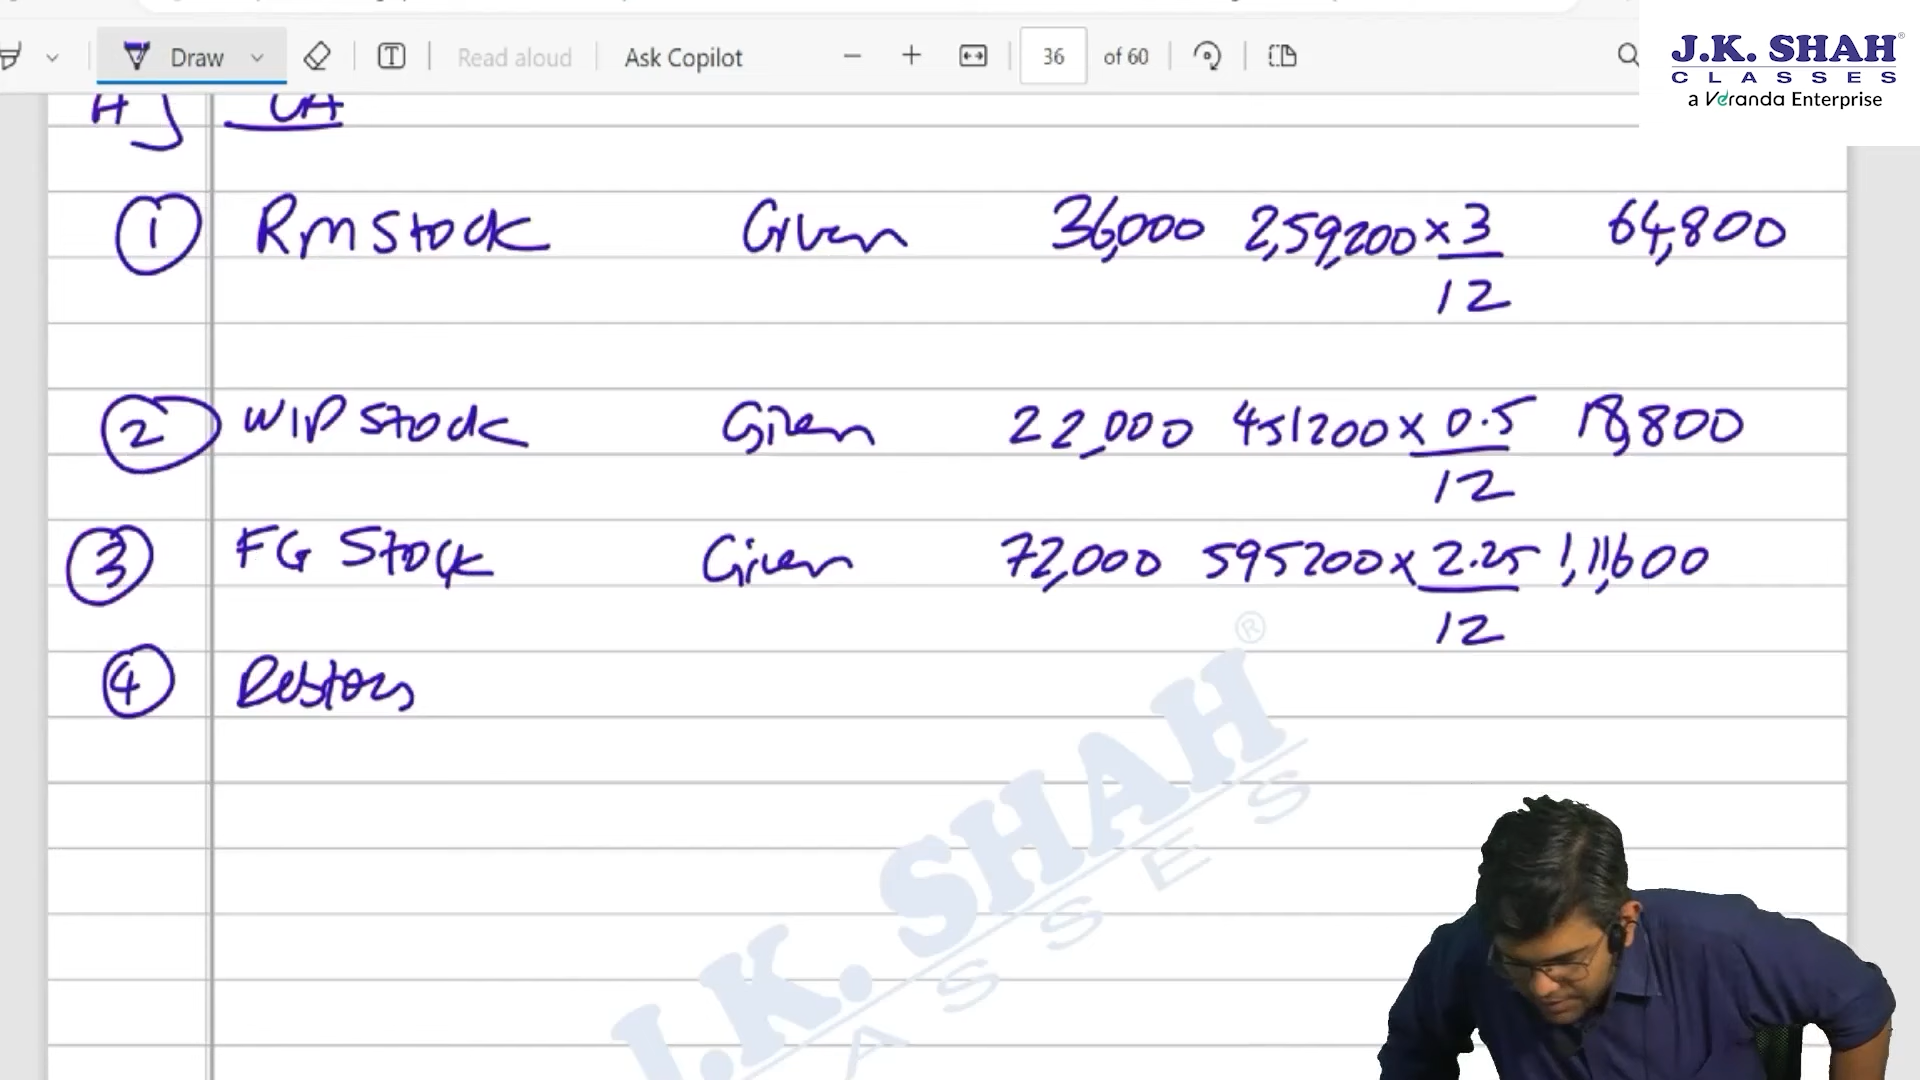 Draw
Read aloud
Ask Copilot
36 of 60
J.K. SHAH®
CLASSES
a Veranda Enterprise
A] CA
1 RM Stock Given 36,000 2,59,200 × 3 64,800
12
2 WIP Stock Given 22,000 451200 × 0.5 18,800
12
3 FG Stock Given 72,000 595200 × 2.25 1,11,600
12
4 Debtors
J.K. SHAH ®
ASSES